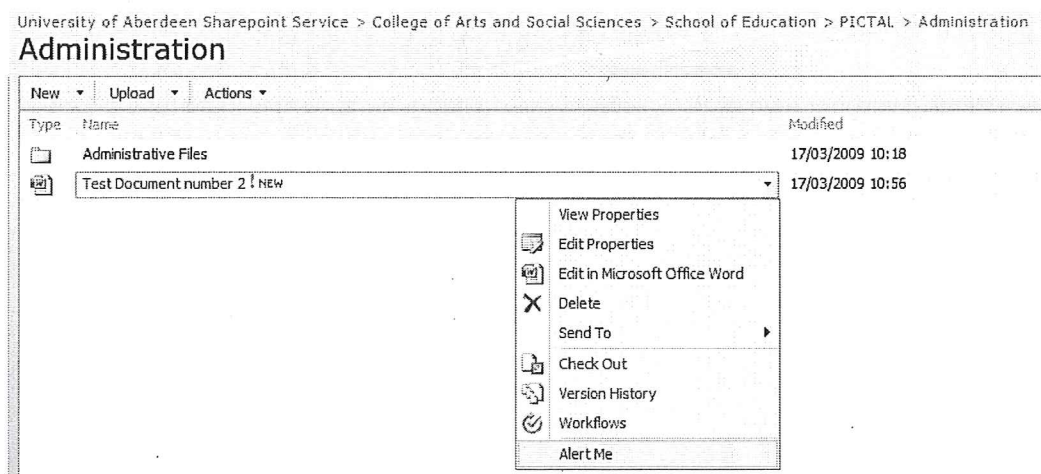 University of Aberdeen Sharepoint Service > College of Arts and Social Sciences > School of Education > PICTAL > Administration
Administration
New Upload Actions
Type Name Modified
Administrative Files 17/03/2009 10:18
Test Document number 2 ! NEW 17/03/2009 10:56
View Properties
Edit Properties
Edit in Microsoft Office Word
Delete
Send To
Check Out
Version History
Workflows
Alert Me